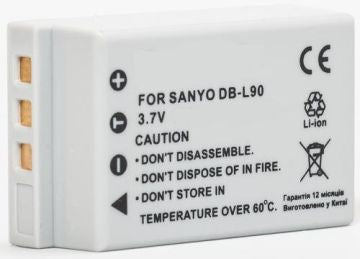 FOR SANYO DB-L90
3.7V
CAUTION
• DON'T DISASSEMBLE.
• DON'T DISPOSE OF IN FIRE.
• DON'T STORE IN
TEMPERATURE OVER 60°C.
CE
Li-ion
Гарантія 12 місяців
Виготовлено у Китаї
+
T
−